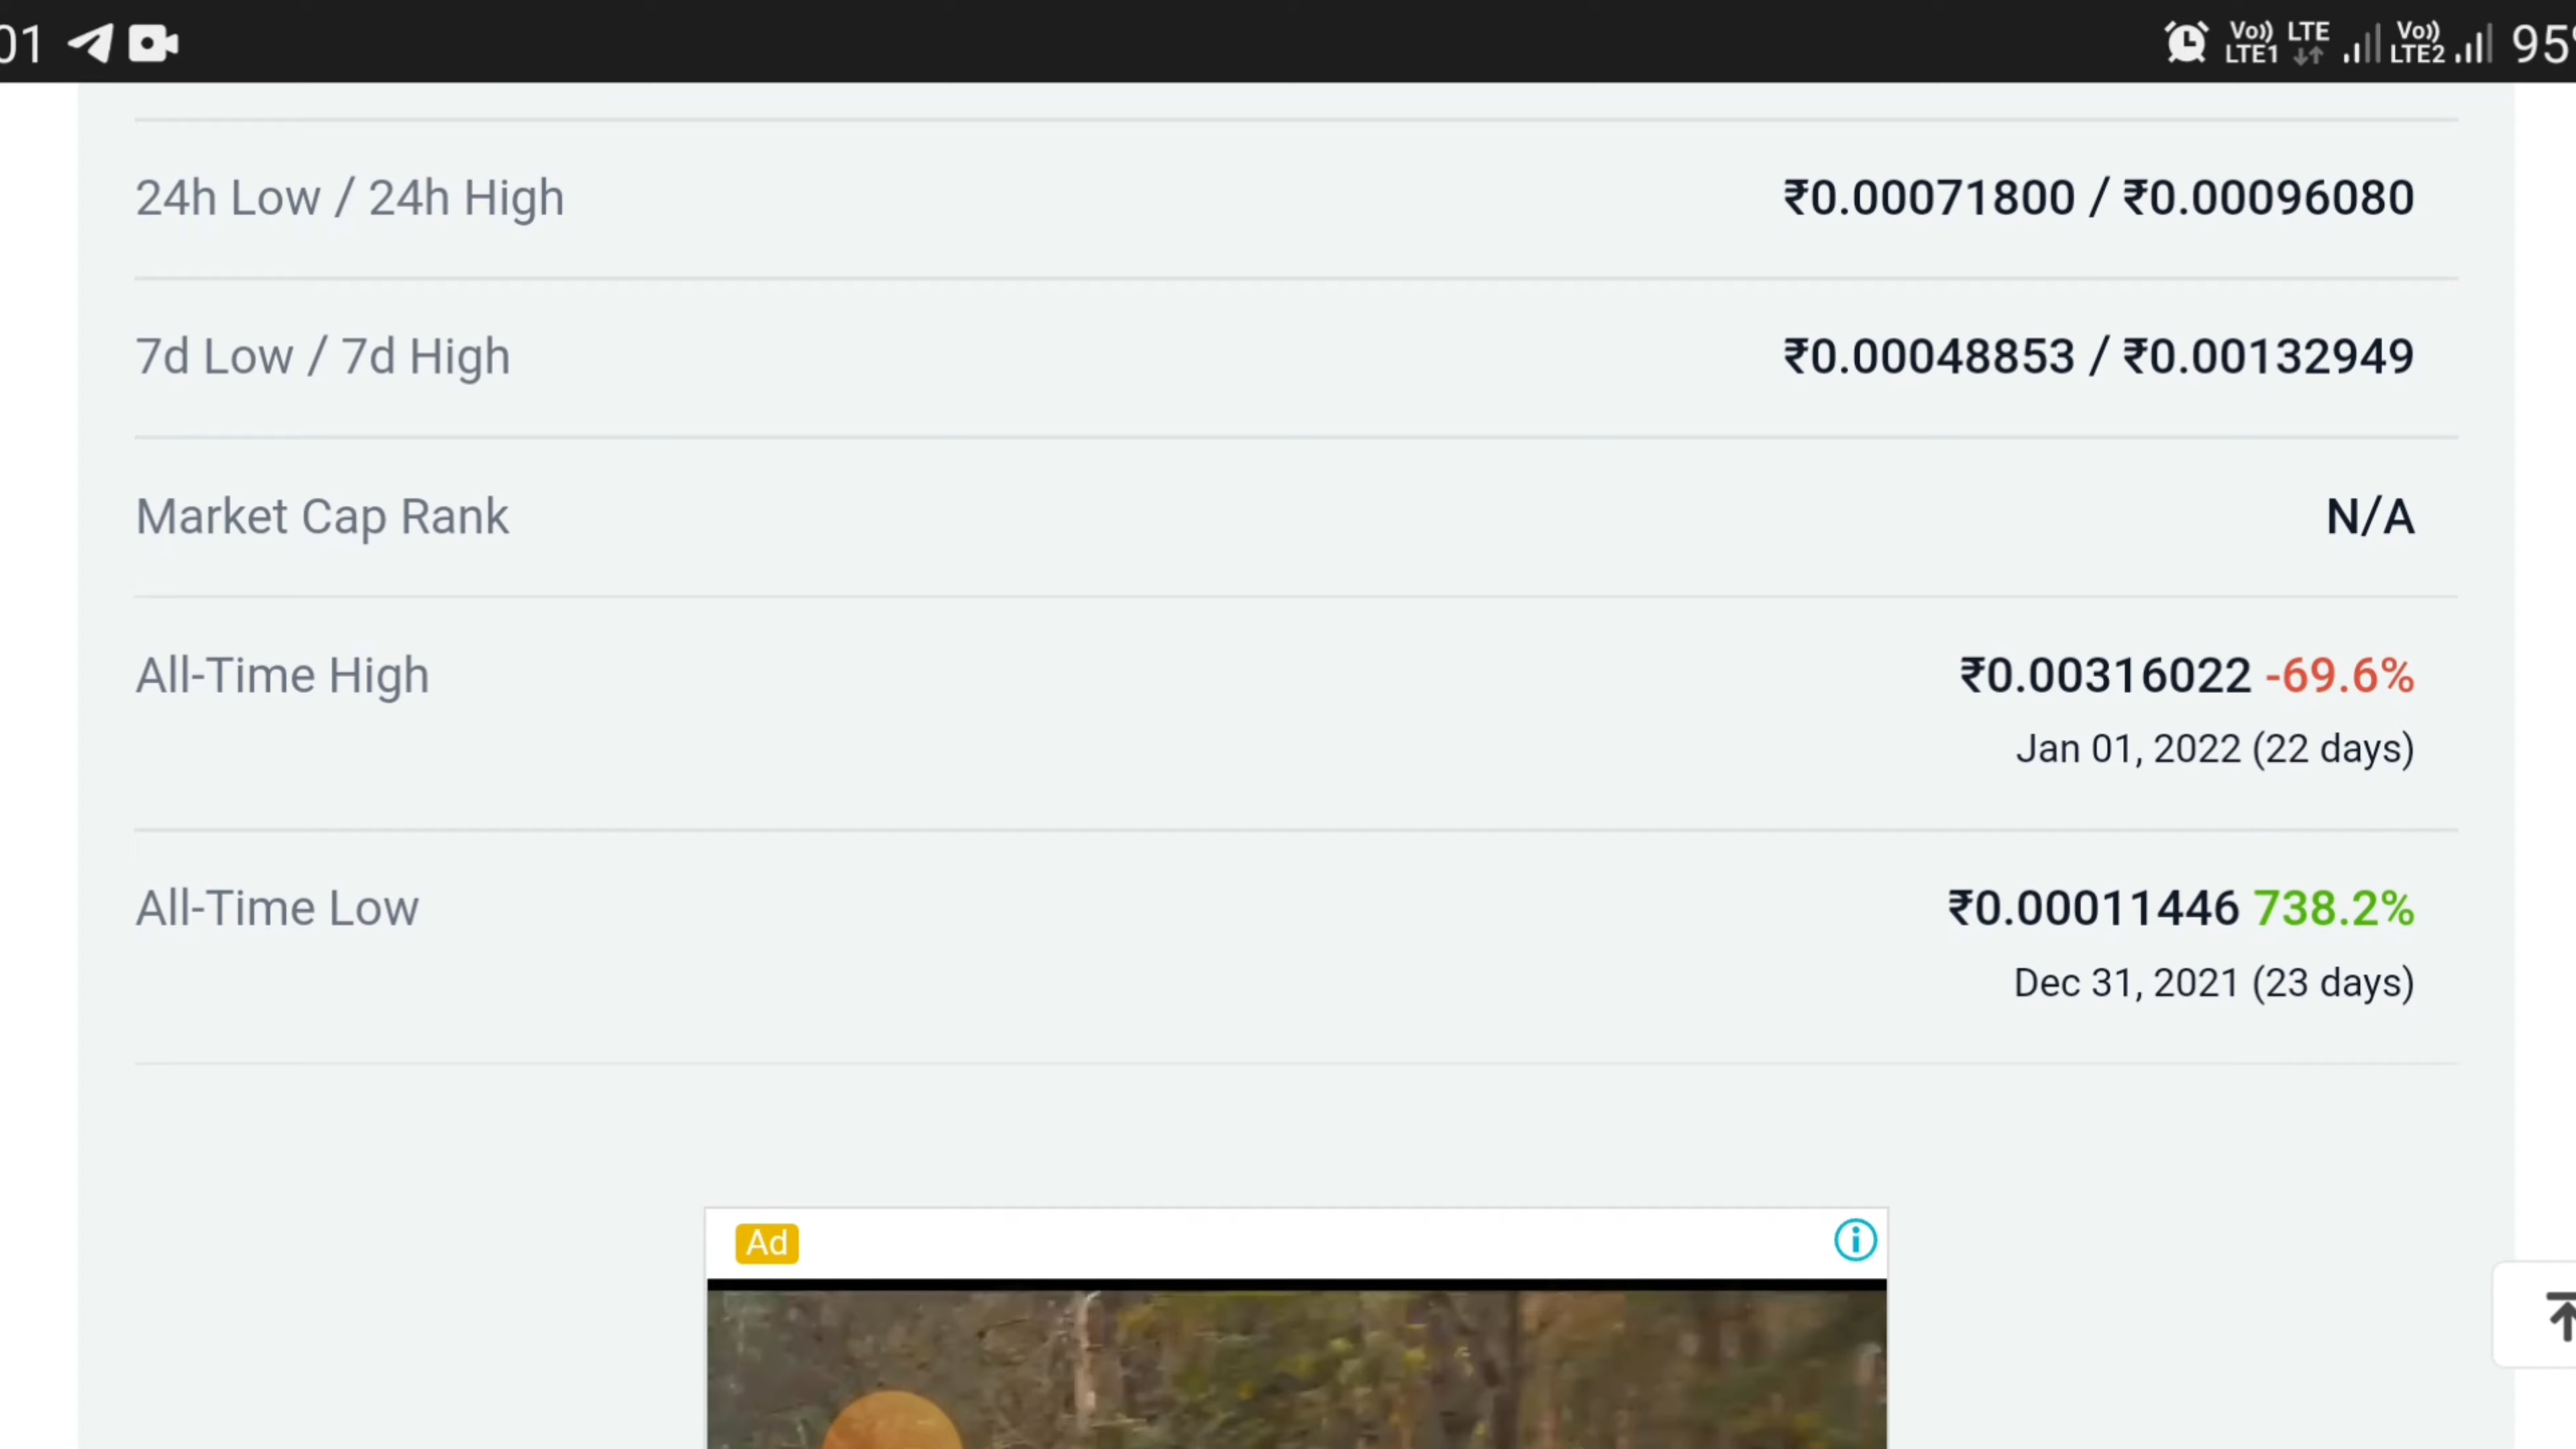 01 Vo)) LTE1 LTE Vo)) LTE2 95%
24h Low / 24h High ₹0.00071800 / ₹0.00096080
7d Low / 7d High ₹0.00048853 / ₹0.00132949
Market Cap Rank N/A
All-Time High ₹0.00316022 -69.6%
Jan 01, 2022 (22 days)
All-Time Low ₹0.00011446 738.2%
Dec 31, 2021 (23 days)
Ad